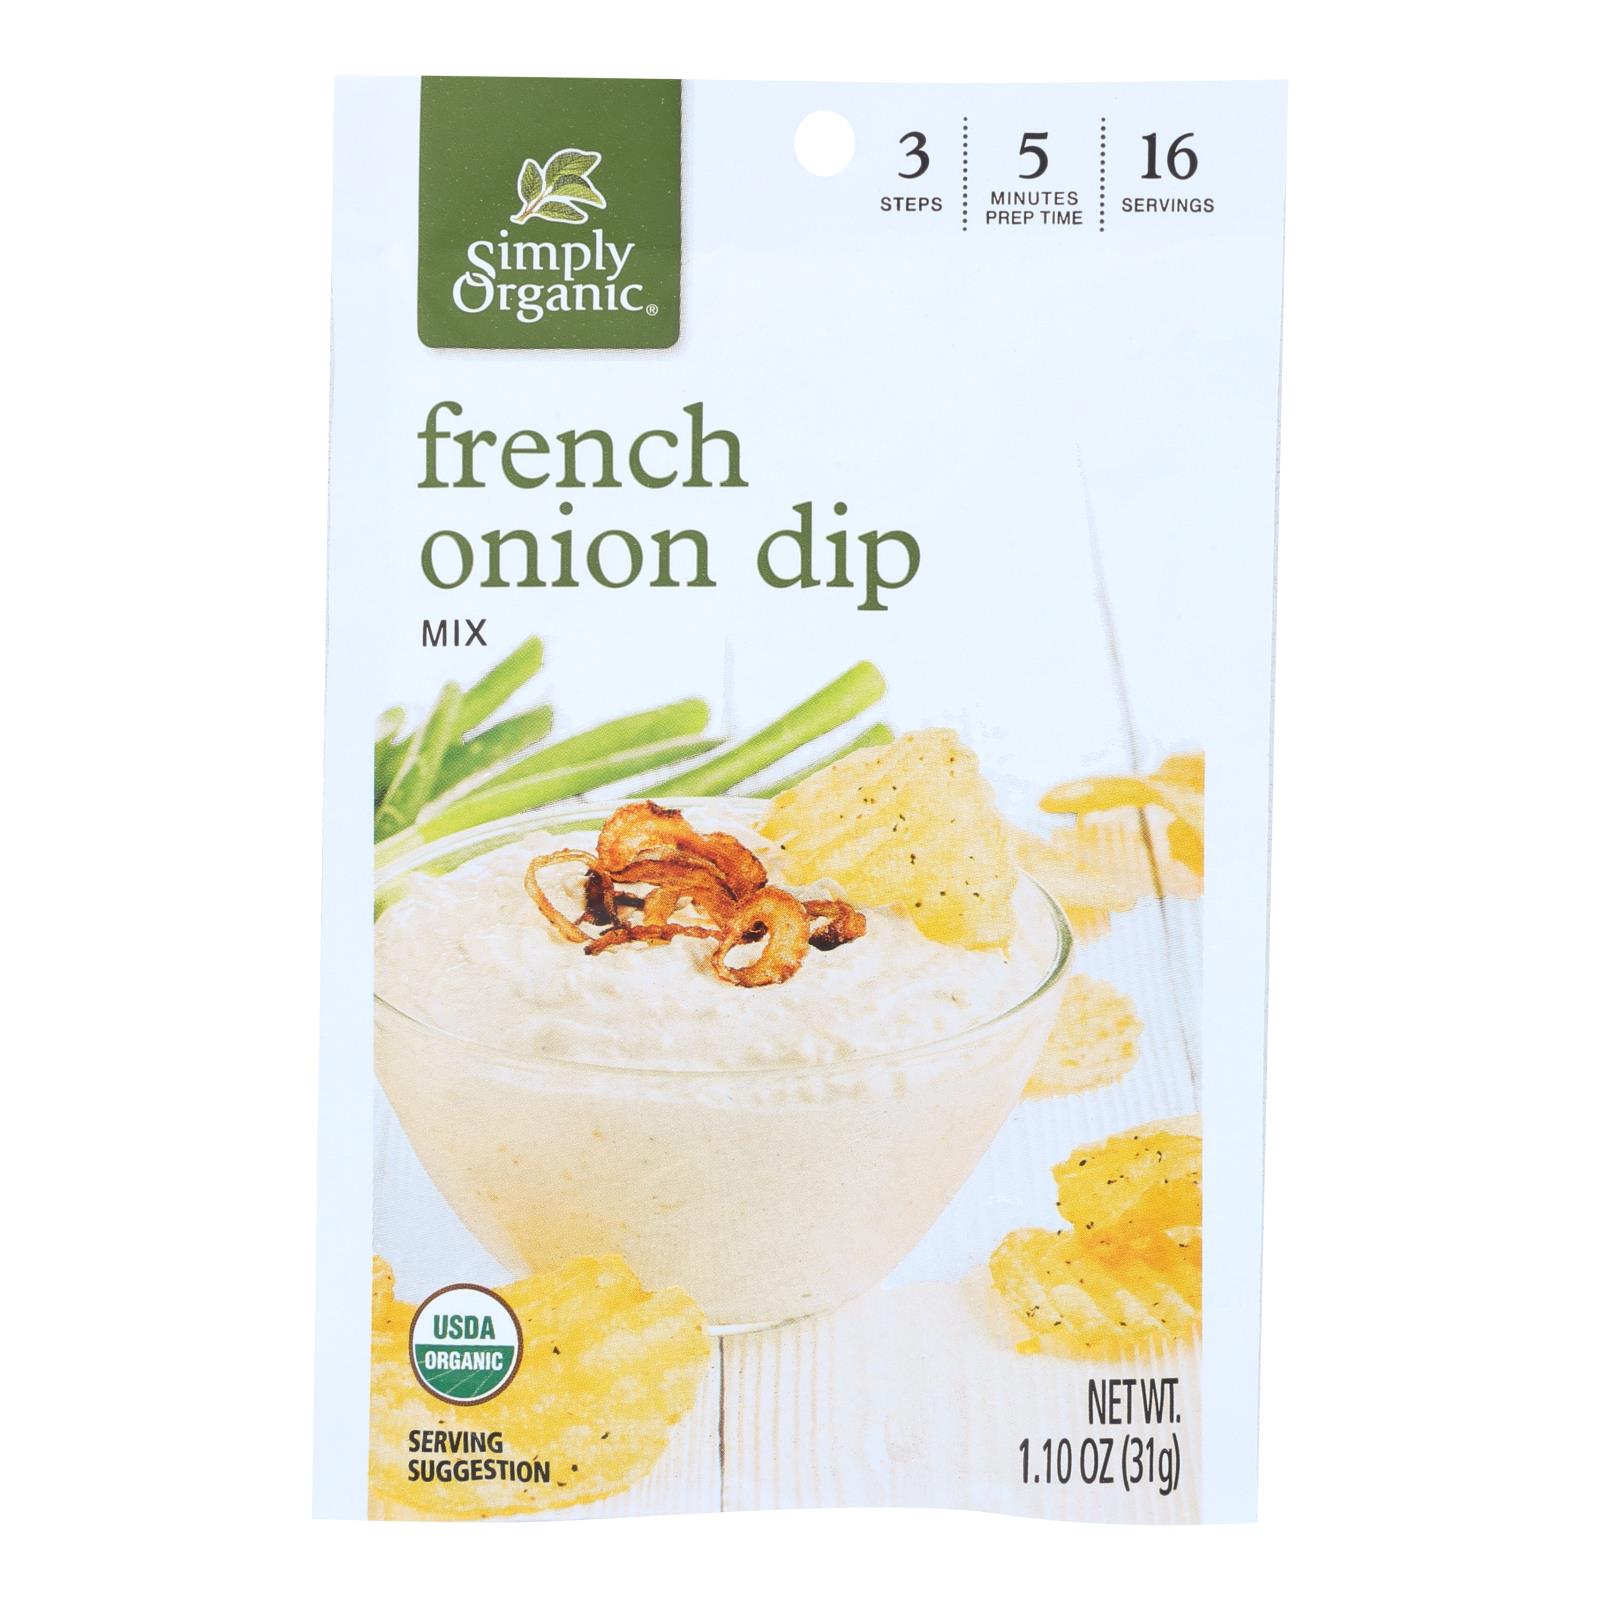 Simply
Organic®
3
STEPS
5
MINUTES
PREP TIME
16
SERVINGS
french
onion dip
MIX
USDA
ORGANIC
SERVING
SUGGESTION
NET WT.
1.10 OZ (31g)